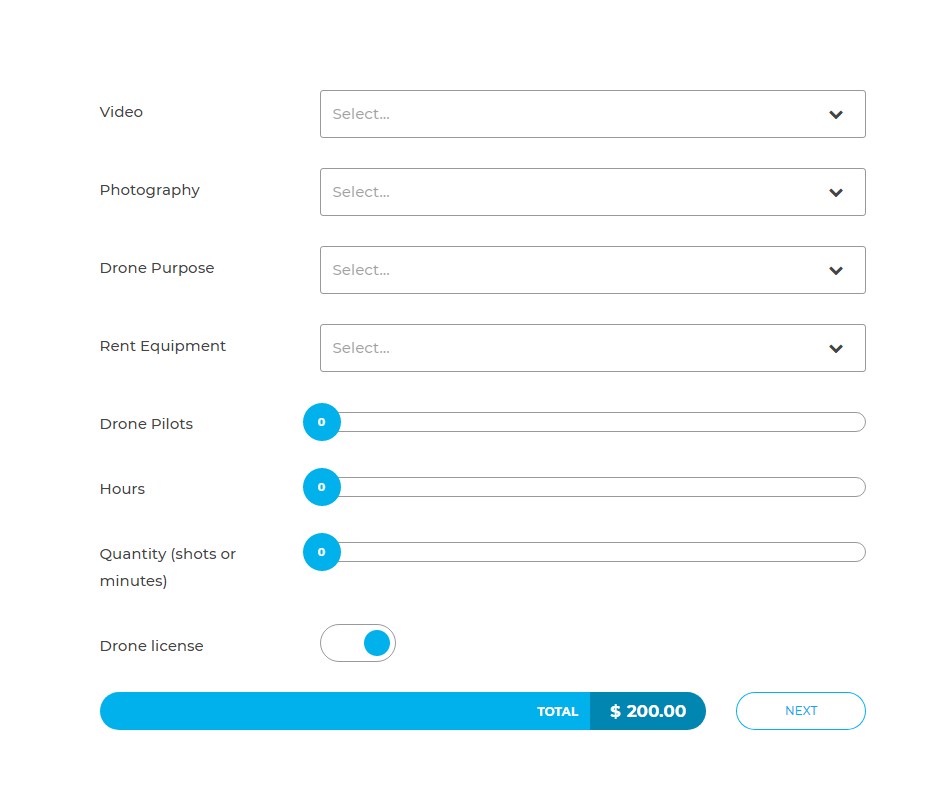 Video
Select...
Photography
Select...
Drone Purpose
Select...
Rent Equipment
Select...
Drone Pilots
0
Hours
0
Quantity (shots or
minutes)
0
Drone license
TOTAL
$ 200.00
NEXT